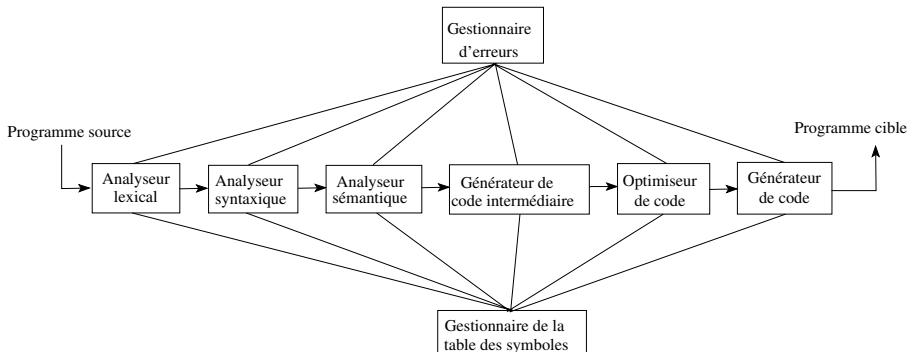 Gestionnaire
d'erreurs
Programme source
Programme cible
Analyseur
lexical
Analyseur
syntaxique
Analyseur
sémantique
Générateur de
code intermédiaire
Optimiseur
de code
Générateur
de code
Gestionnaire de la
table des symboles